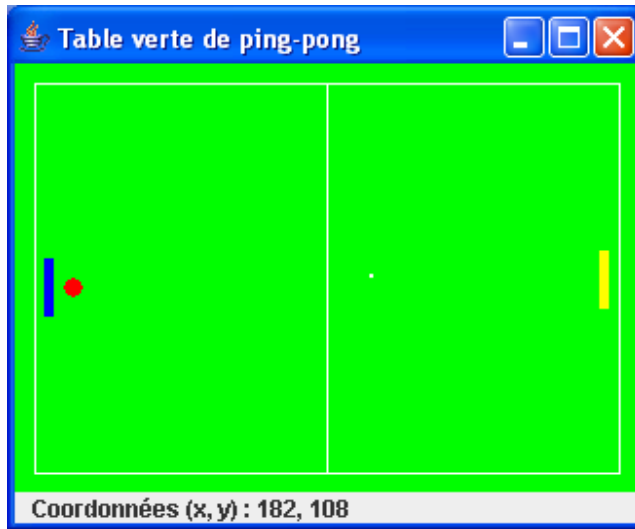 Table verte de ping-pong
Coordonnées (x, y) : 182, 108